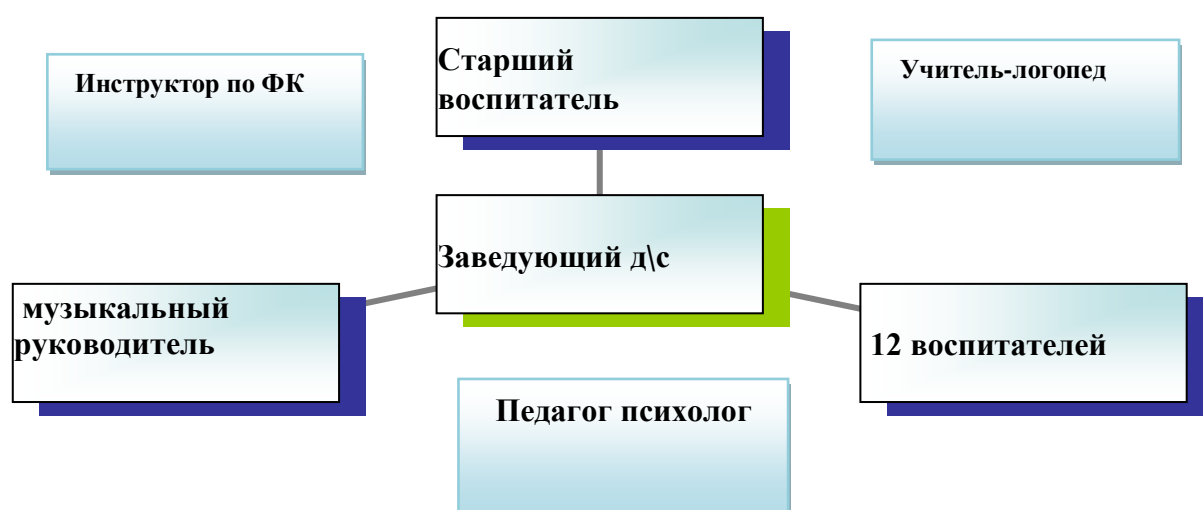 Инструктор по ФК
Старший
воспитатель
Учитель-логопед
Заведующий д\с
музыкальный
руководитель
12 воспитателей
Педагог психолог